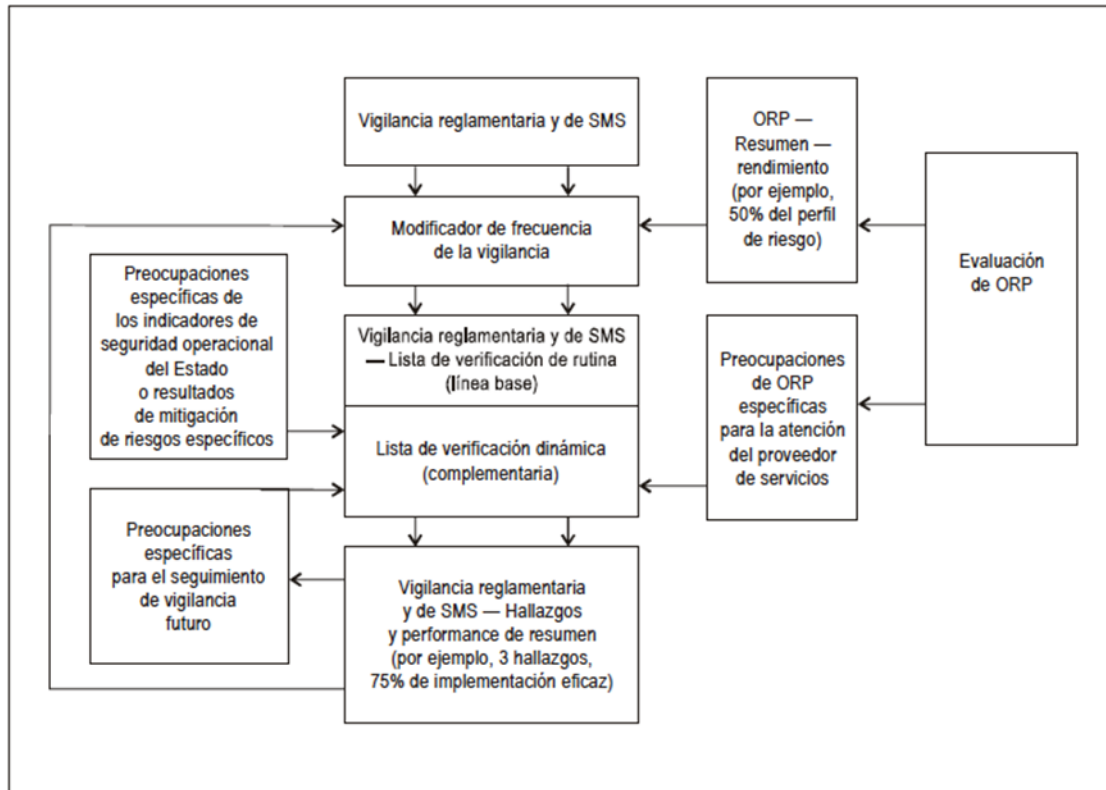 Vigilancia reglamentaria y de SMS
ORP —
Resumen —
rendimiento
(por ejemplo,
50% del perfil
de riesgo)
Evaluación
de ORP
Modificador de frecuencia
de la vigilancia
Preocupaciones
específicas de
los indicadores de
seguridad operacional
del Estado
o resultados
de mitigación
de riesgos específicos
Vigilancia reglamentaria y de SMS
— Lista de verificación de rutina
(línea base)
Preocupaciones
de ORP
específicas
para la atención
del proveedor
de servicios
Lista de verificación dinámica
(complementaria)
Preocupaciones
específicas
para el seguimiento
de vigilancia
futuro
Vigilancia reglamentaria
y de SMS — Hallazgos
y performance de resumen
(por ejemplo, 3 hallazgos,
75% de implementación eficaz)